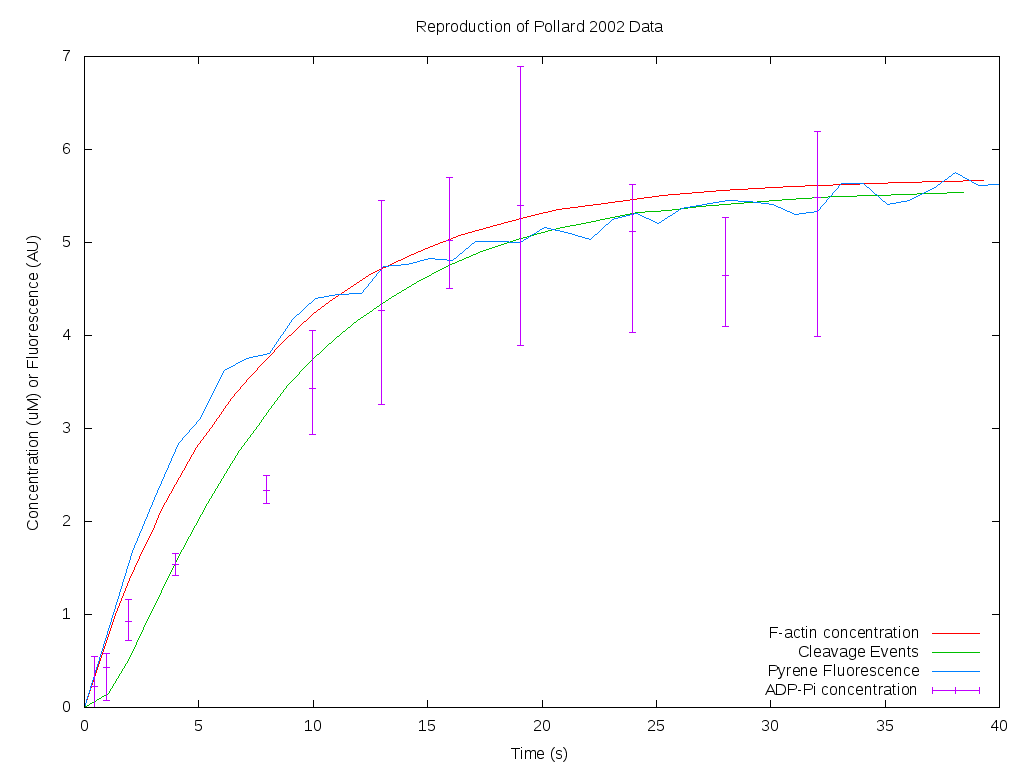 Reproduction of Pollard 2002 Data
7
6
5
4
3
2
1
0
Concentration (uM) or Fluorescence (AU)
F-actin concentration
Cleavage Events
Pyrene Fluorescence
ADP-Pi concentration
0 5 10 15 20 25 30 35 40
Time (s)